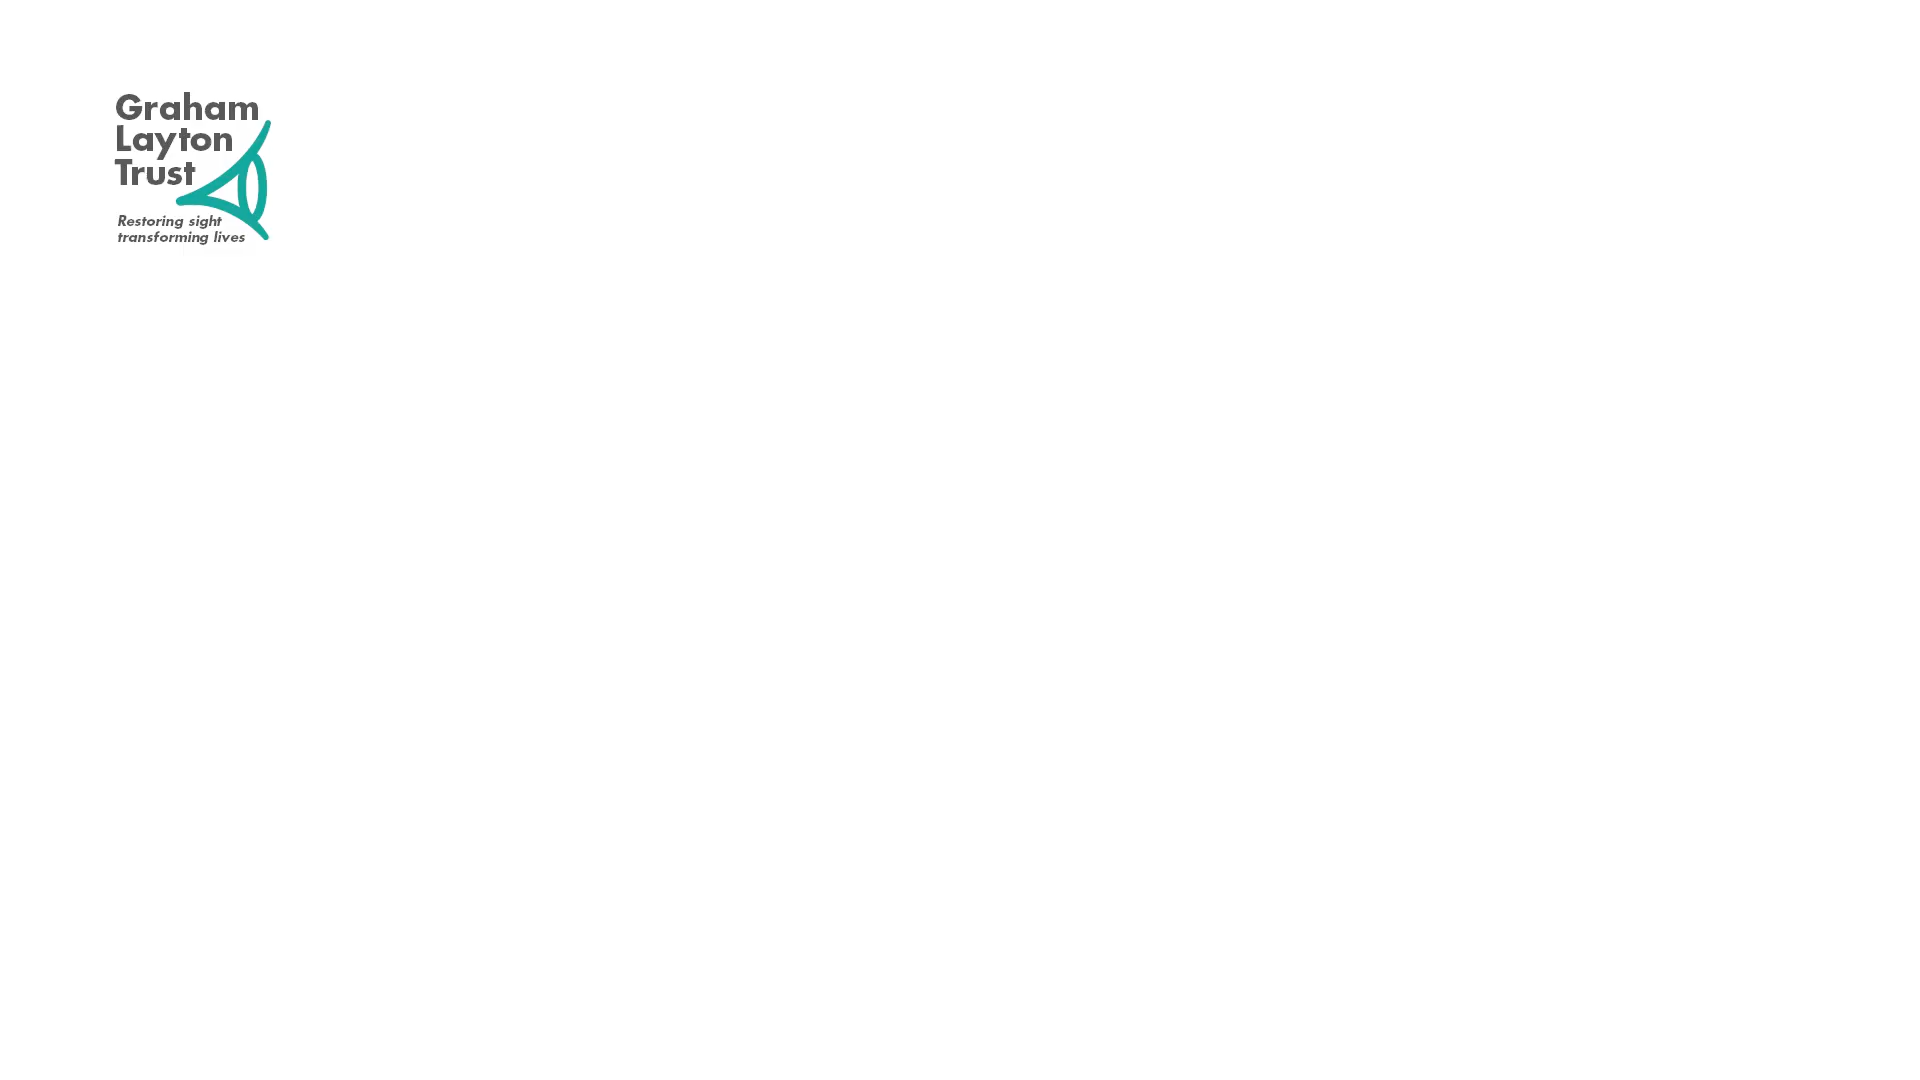 Graham
Layton
Trust
Restoring sight
transforming lives